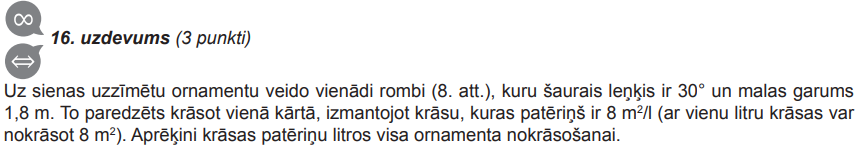 16. uzdevums (3 punkti)
Uz sienas uzzīmētu ornamentu veido vienādi rombi (8. att.), kuru šaurais leņķis ir 30° un malas garums
1,8 m. To paredzēts krāsot vienā kārtā, izmantojot krāsu, kuras patēriņš ir 8 m²/l (ar vienu litru krāsas var
nokrāsot 8 m²). Aprēķini krāsas patēriņu litros visa ornamenta nokrāsošanai.